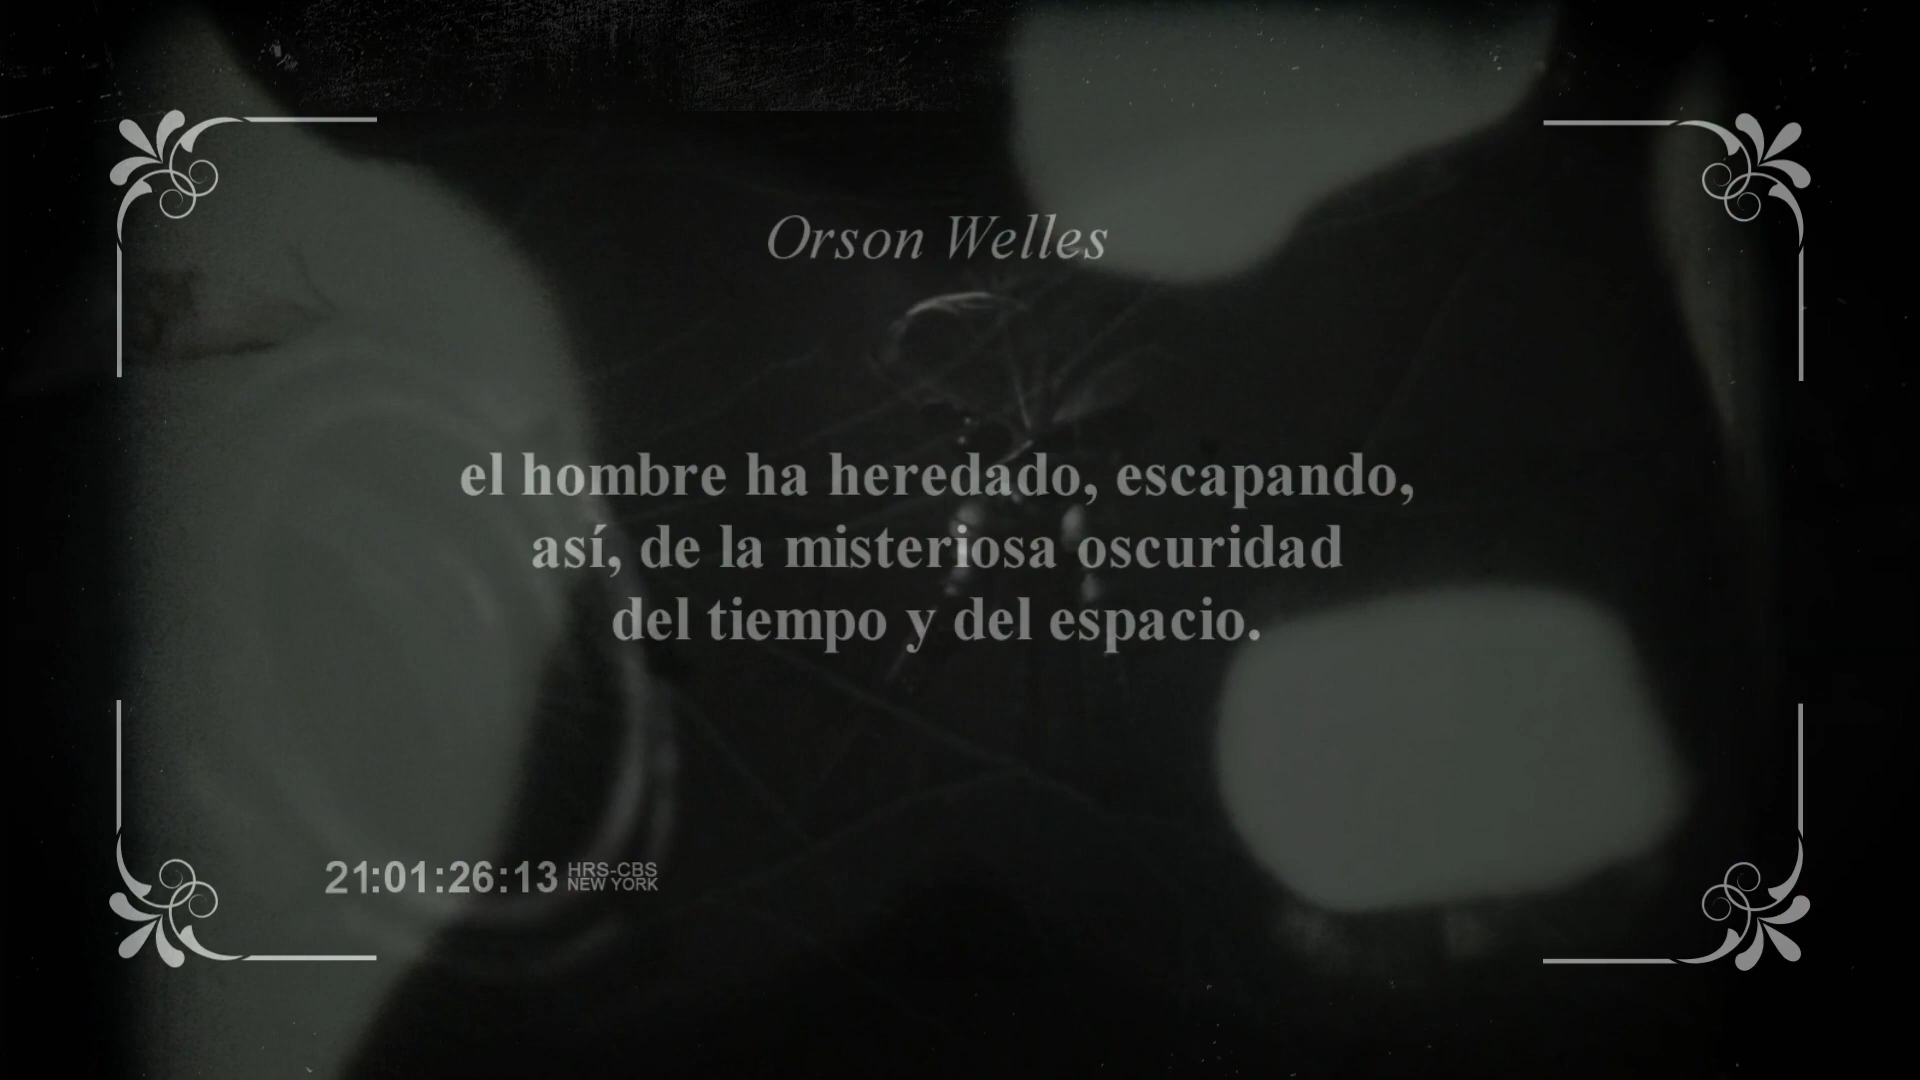 Orson Welles
el hombre ha heredado, escapando,
así, de la misteriosa oscuridad
del tiempo y del espacio.
21:01:26:13 HRS-CBS
NEW YORK